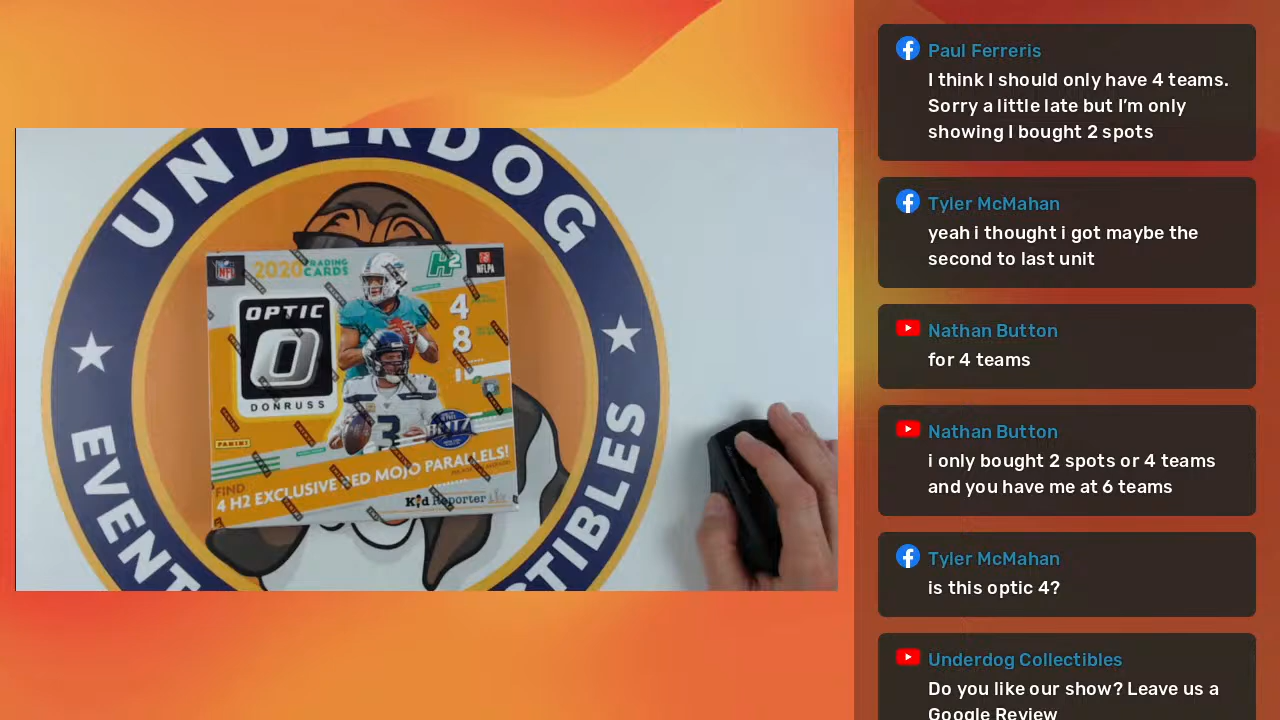 UNDERDOG
EVENT
TIBLES
NFL
2020 TRADING
CARDS
H2
NFLPA
OPTIC
DONRUSS
4
8
PANINI
3
BLITZ
FIND
4 H2 EXCLUSIVE RED MOJO PARALLELS!
Kid Reporter
Paul Ferreris
I think I should only have 4 teams.
Sorry a little late but I’m only
showing I bought 2 spots
Tyler McMahan
yeah i thought i got maybe the
second to last unit
Nathan Button
for 4 teams
Nathan Button
i only bought 2 spots or 4 teams
and you have me at 6 teams
Tyler McMahan
is this optic 4?
Underdog Collectibles
Do you like our show? Leave us a
Google Review